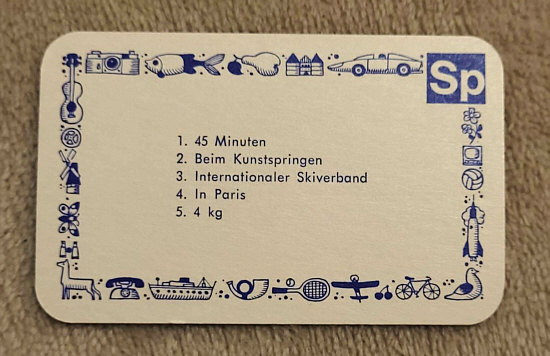 Sp
1. 45 Minuten
2. Beim Kunstspringen
3. Internationaler Skiverband
4. In Paris
5. 4 kg